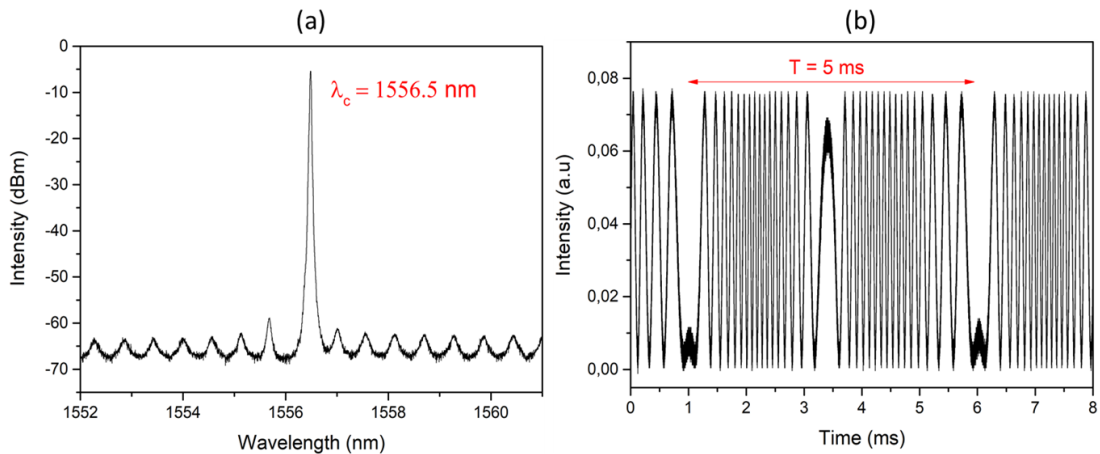 (a)
0
-10
-20
-30
-40
-50
-60
-70
Intensity (dBm)
λc = 1556.5 nm
1552 1554 1556 1558 1560
Wavelength (nm)
(b)
0,08
0,06
0,04
0,02
0,00
Intensity (a.u)
T = 5 ms
0 1 2 3 4 5 6 7 8
Time (ms)